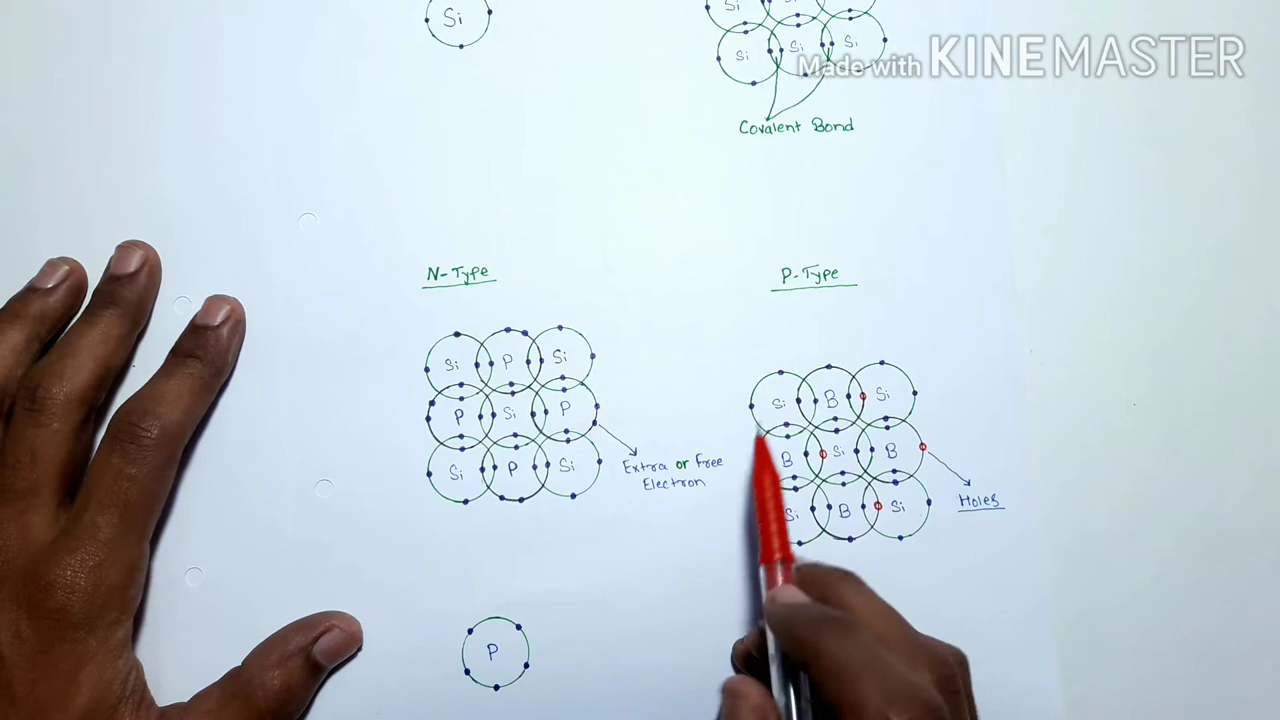 Si
Si
Si
Si
Si
Made with KINEMASTER
Covalent Bond
N-Type
P-Type
Si P Si
P Si P
Si P Si
Extra or Free
Electron
Si B Si
B Si B
Si B Si
Holes
P